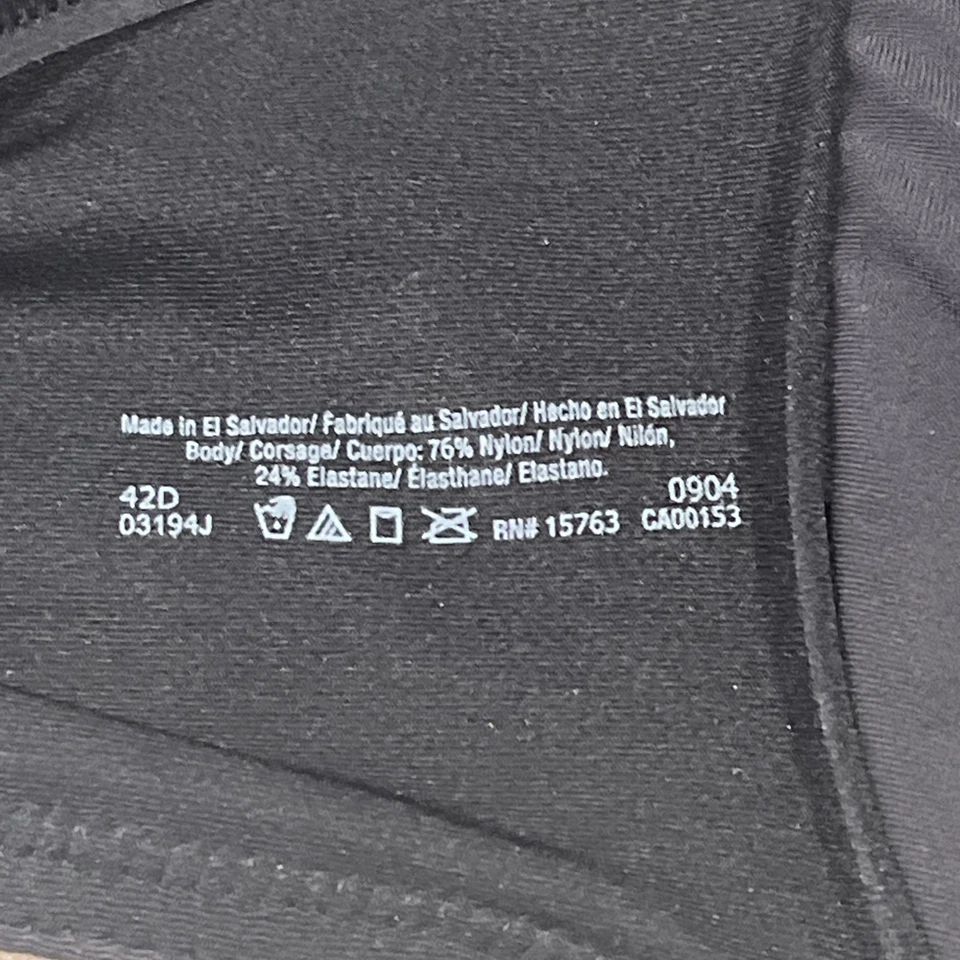 Made in El Salvador/ Fabriqué au Salvador/ Hecho en El Salvador
Body/ Corsage/ Cuerpo: 76% Nylon/ Nylon/ Nilón,
24% Elastane/ Élasthane/ Elastano.
42D 0904
03194J RN# 15763 CA00153